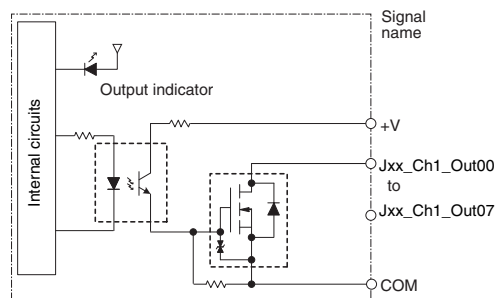 Signal
name
Output indicator
Internal circuits
+V
Jxx_Ch1_Out00
to
Jxx_Ch1_Out07
COM